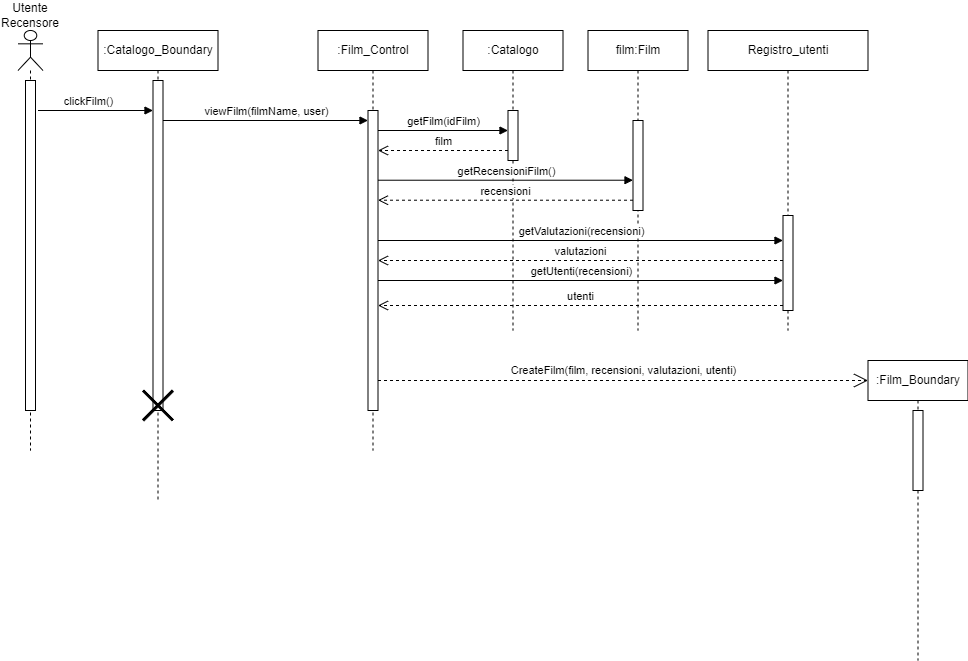 Utente
Recensore
:Catalogo_Boundary
:Film_Control
:Catalogo
film:Film
Registro_utenti
clickFilm()
viewFilm(filmName, user)
getFilm(idFilm)
film
getRecensioniFilm()
recensioni
getValutazioni(recensioni)
valutazioni
getUtenti(recensioni)
utenti
CreateFilm(film, recensioni, valutazioni, utenti)
:Film_Boundary